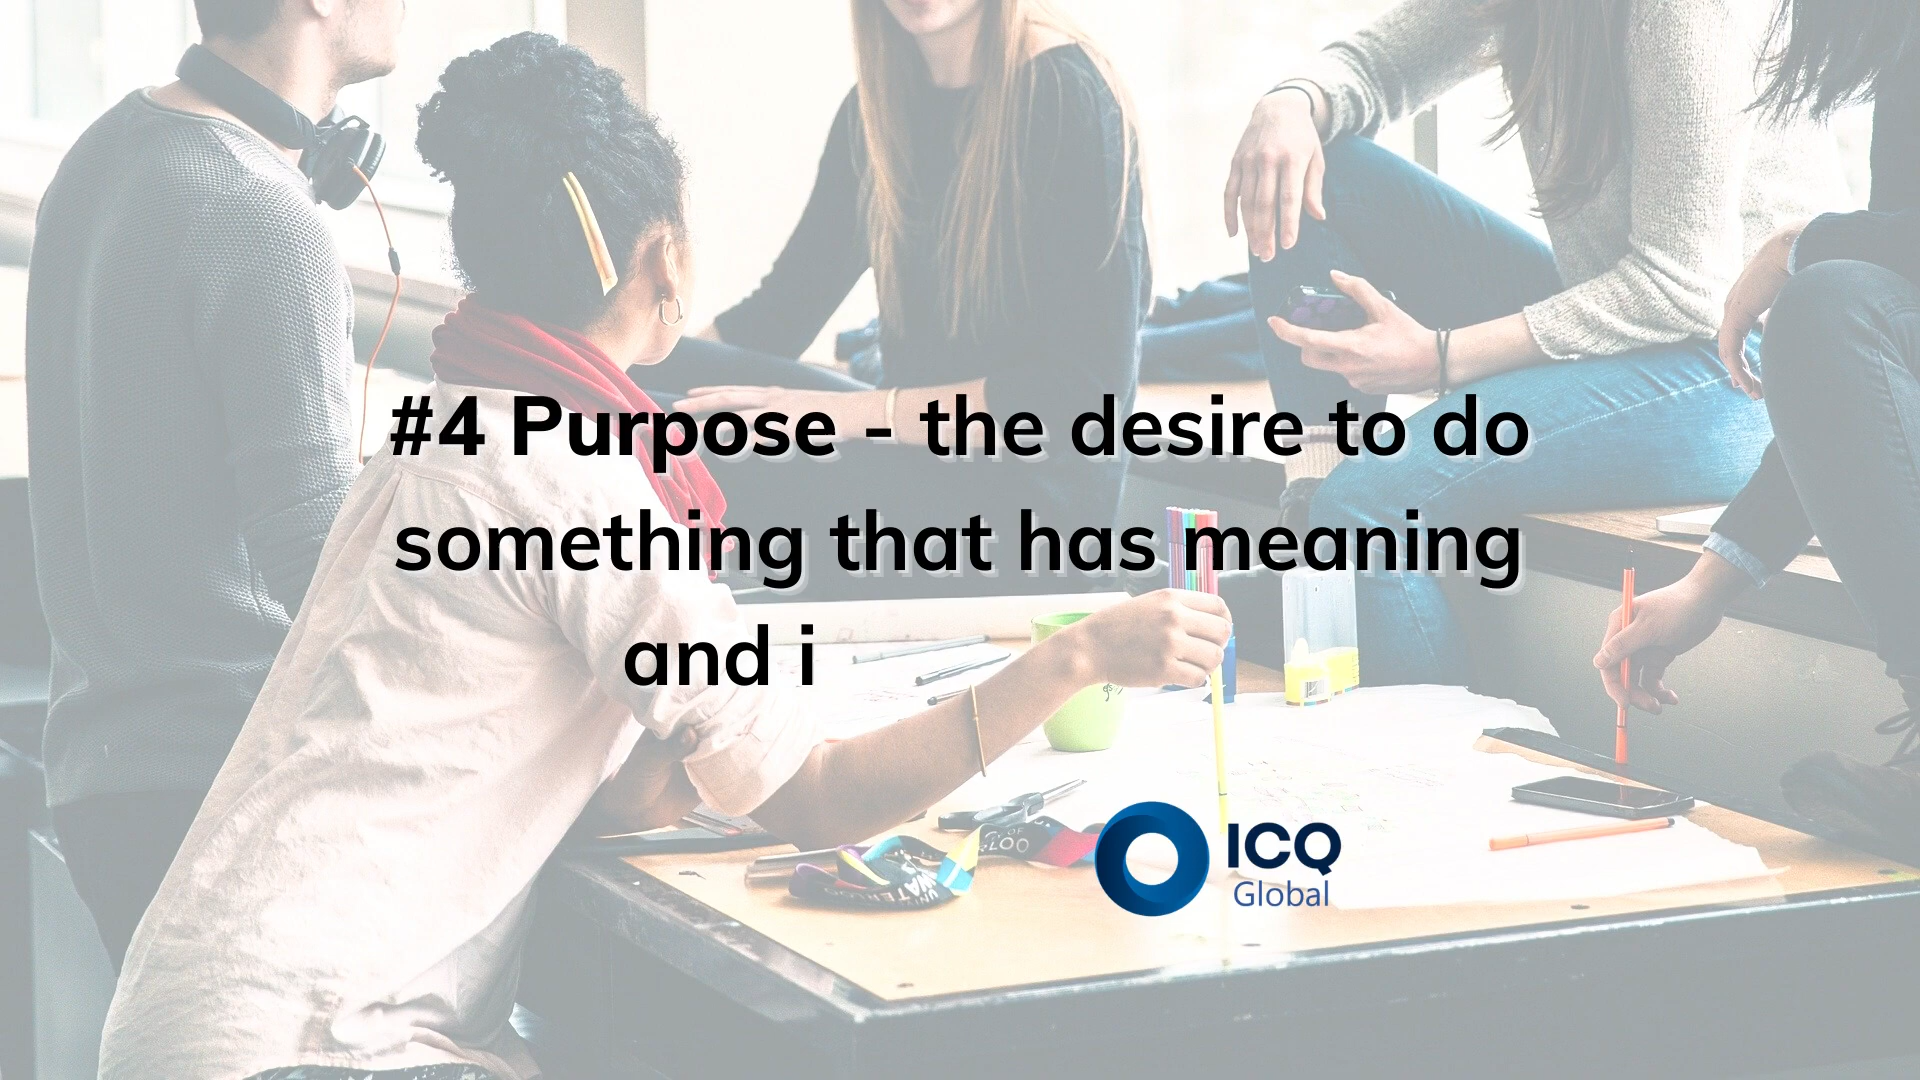 #4 Purpose - the desire to do
something that has meaning
and i
ICQ
Global